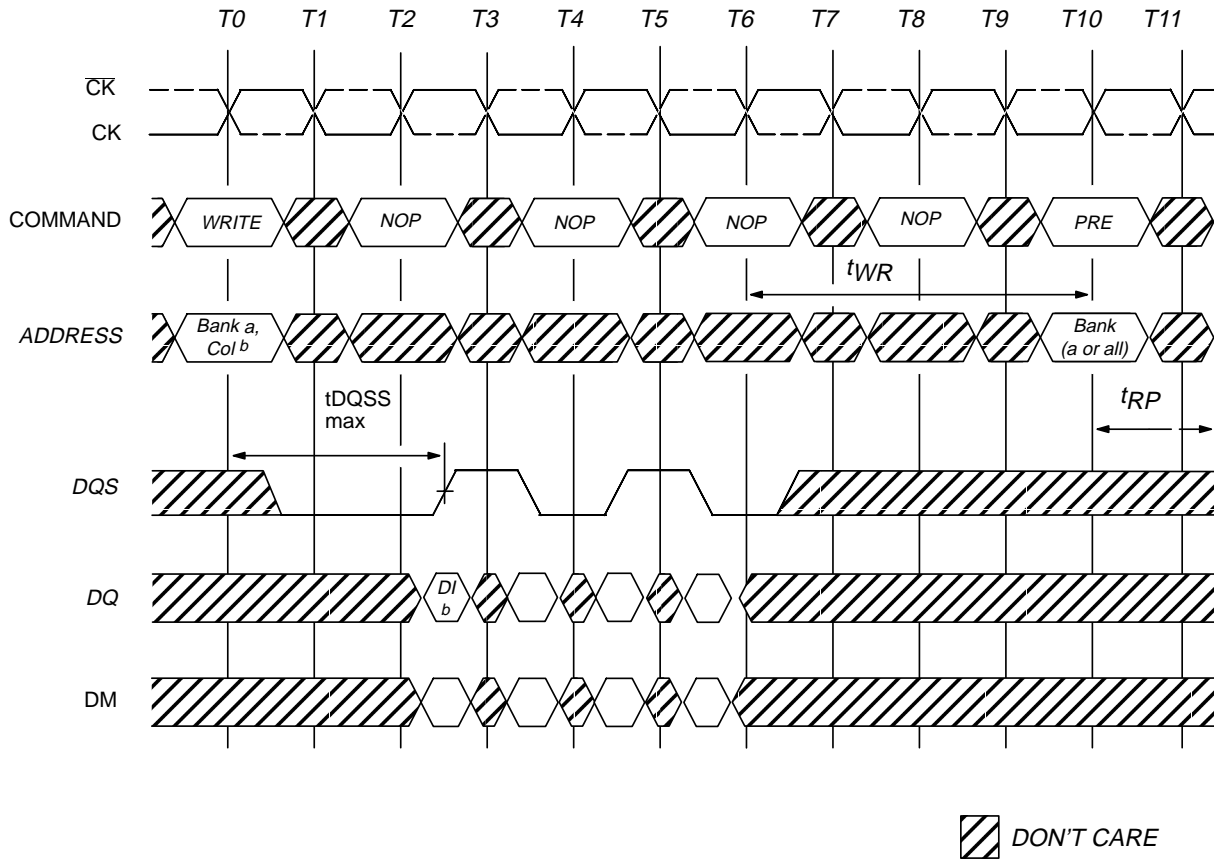 T0 T1 T2 T3 T4 T5 T6 T7 T8 T9 T10 T11
CK
CK
COMMAND WRITE NOP NOP NOP NOP PRE
tWR
ADDRESS Bank a, Bank
Col b (a or all)
tDQSS
max
tRP
DQS
DQ DI
b
DM
DON'T CARE